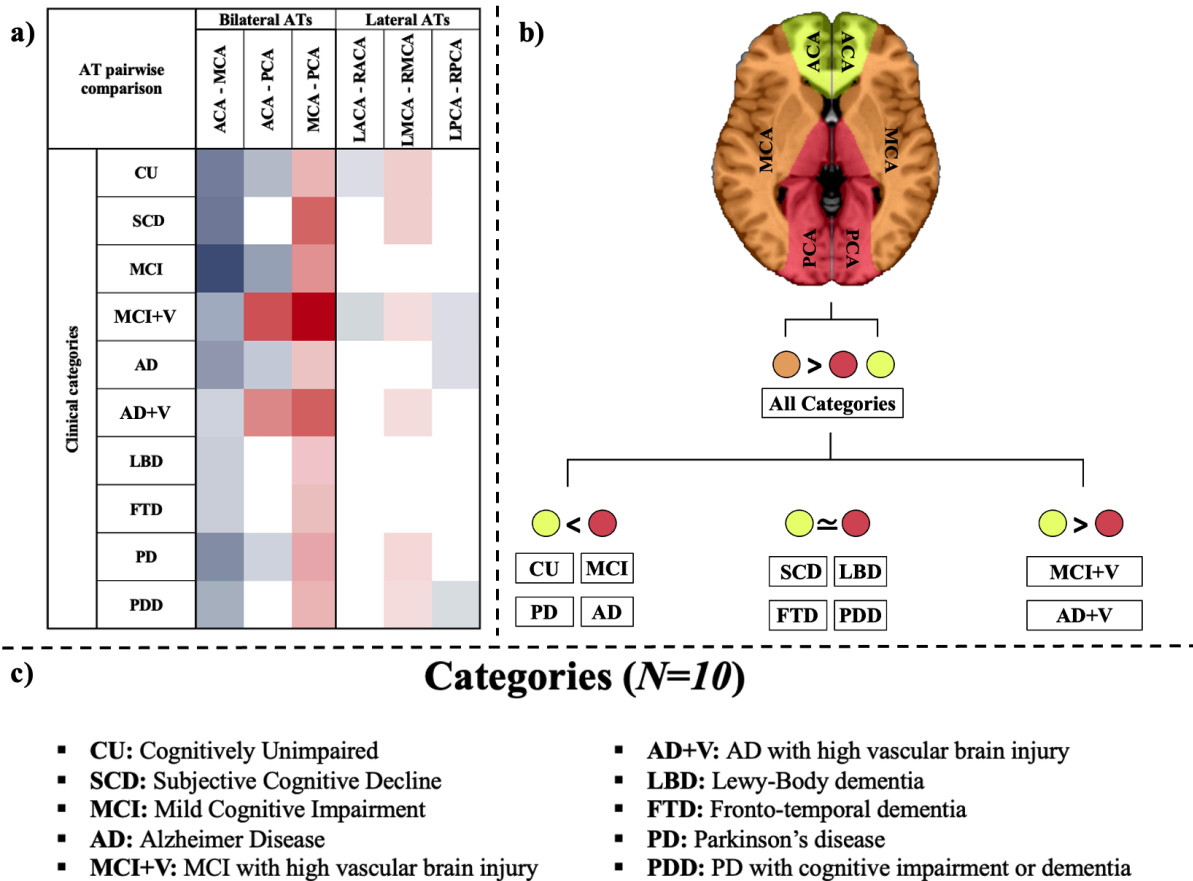 a)
Bilateral ATs
Lateral ATs
AT pairwise
comparison
ACA - MCA
ACA - PCA
MCA - PCA
LACA - RACA
LMCA - RMCA
LPCA - RPCA
Clinical categories
CU
SCD
MCI
MCI+V
AD
AD+V
LBD
FTD
PD
PDD
b)
ACA
ACA
MCA
MCA
PCA
PCA
>
All Categories
<
CU
MCI
PD
AD
≃
SCD
LBD
FTD
PDD
>
MCI+V
AD+V
c)
Categories (N=10)
▪ CU: Cognitively Unimpaired
▪ SCD: Subjective Cognitive Decline
▪ MCI: Mild Cognitive Impairment
▪ AD: Alzheimer Disease
▪ MCI+V: MCI with high vascular brain injury
▪ AD+V: AD with high vascular brain injury
▪ LBD: Lewy-Body dementia
▪ FTD: Fronto-temporal dementia
▪ PD: Parkinson's disease
▪ PDD: PD with cognitive impairment or dementia